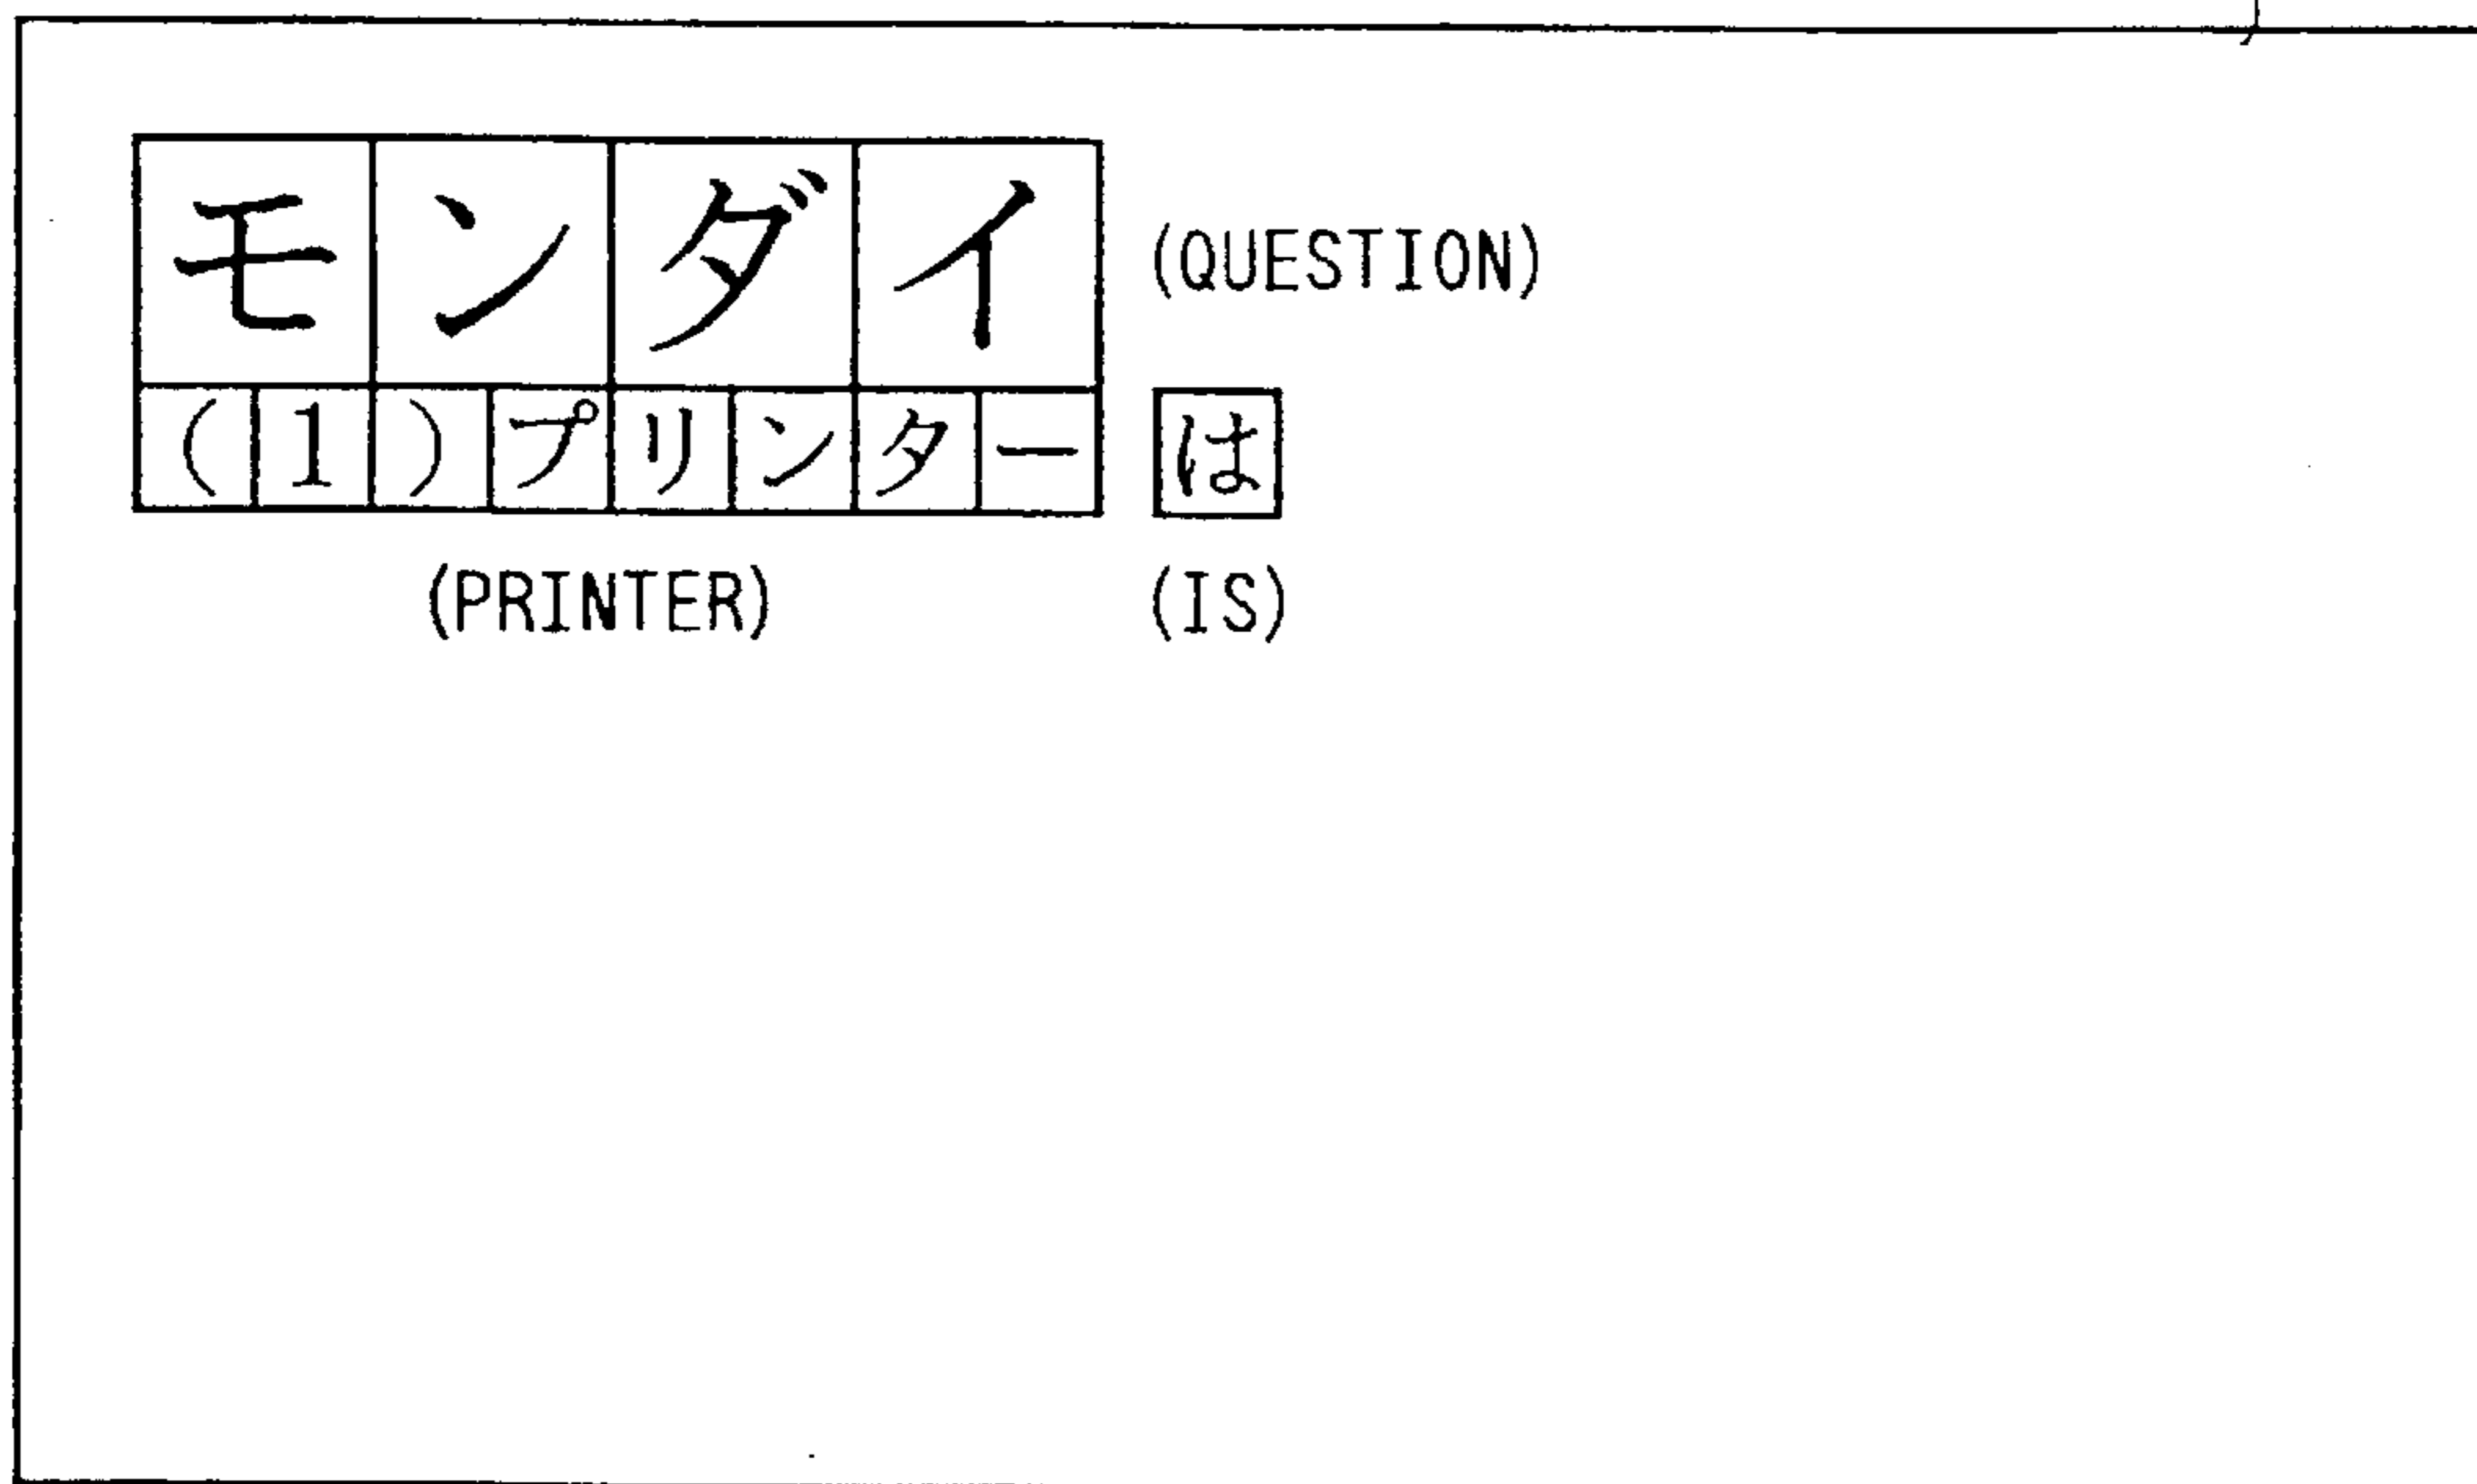 モンダイ (QUESTION)
(1)プリンター は
(PRINTER) (IS)